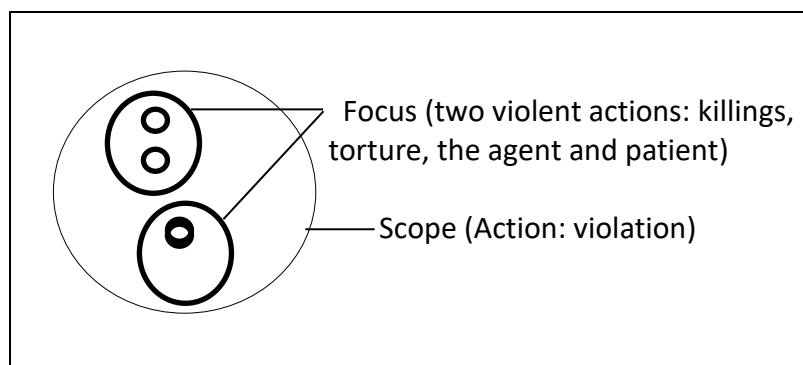 Focus (two violent actions: killings,
torture, the agent and patient)
Scope (Action: violation)